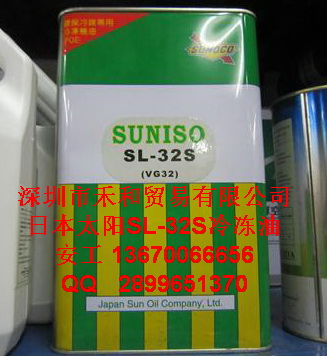 SUNOCO
SUNISO
SL-32S
(VG32)
深圳市禾和贸易有限公司
日本太阳SL-32S冷冻油
安工 13670066656
QQ 2899651370
Japan Sun Oil Company, Ltd.